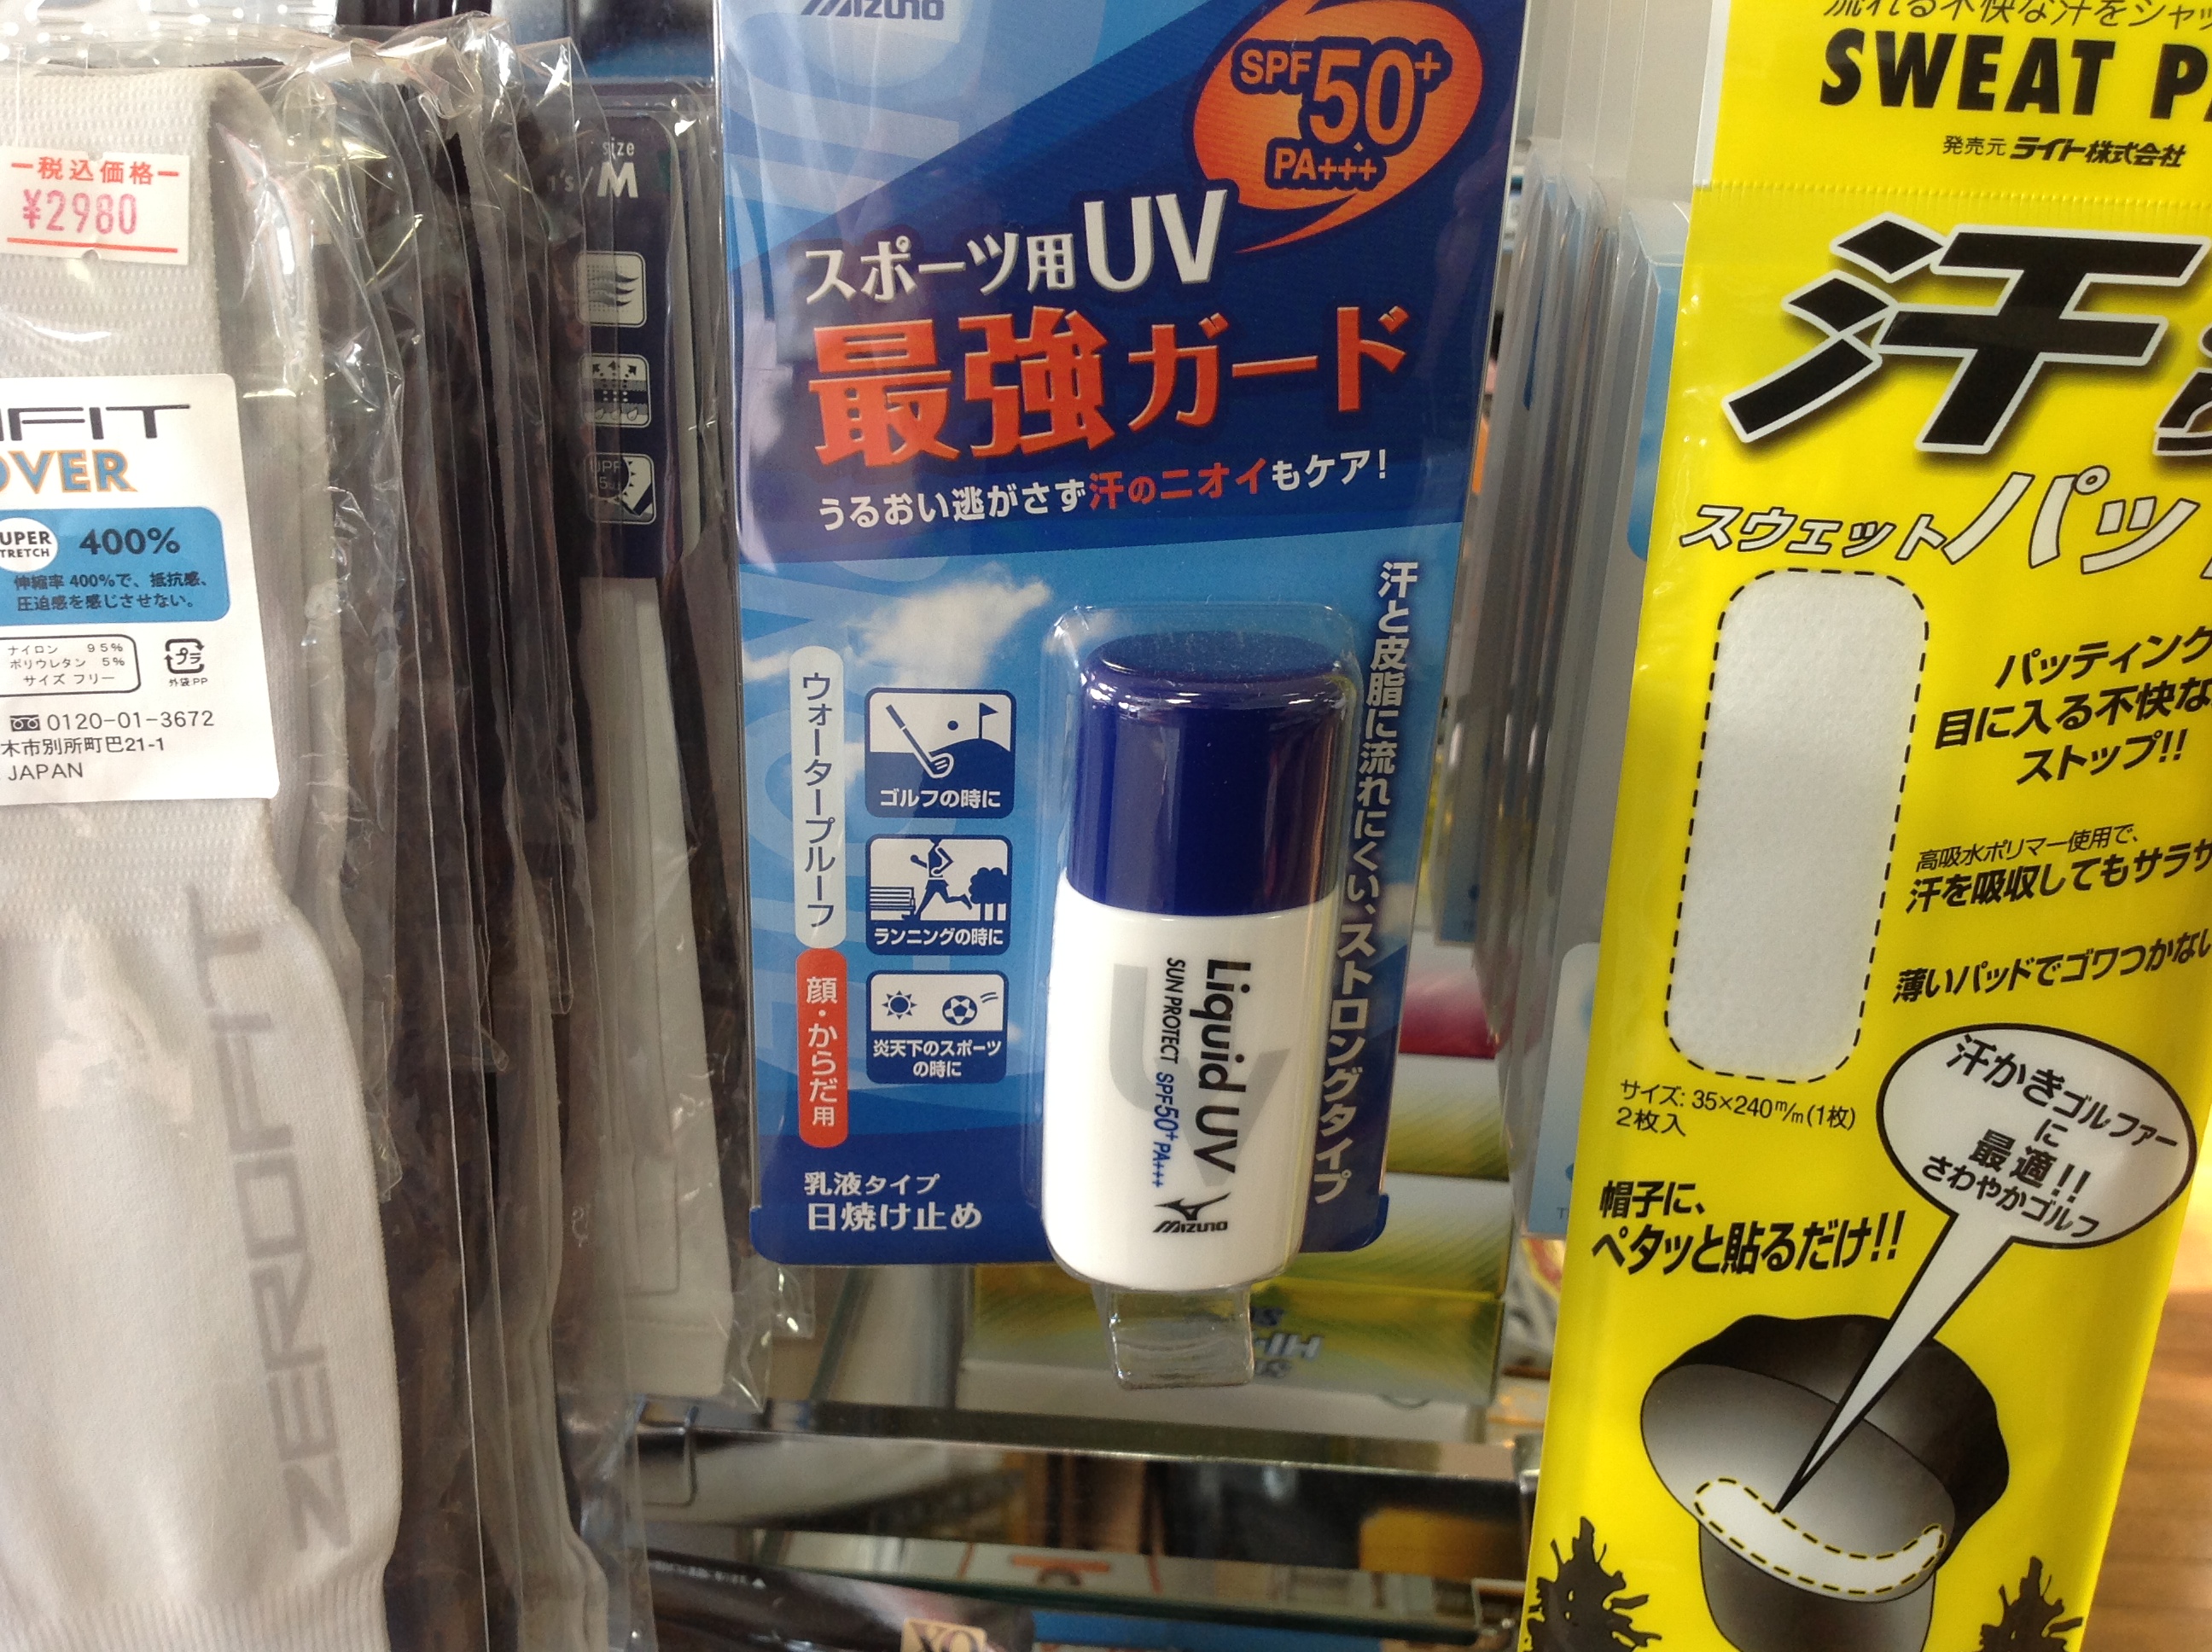 税込価格
¥2980
FIT
OVER
400%
伸縮率400%で、抵抗感、
圧迫感を感じさせない。
ナイロン 95%
ポリウレタン 5%
サイズ フリー
プラ
外袋PP
0120-01-3672
木市別所町巴21-1
JAPAN
ZEROFIT
size
M
MIZUNO
SPF50+
PA+++
スポーツ用UV
最強ガード
うるおい逃がさず汗のニオイもケア!
汗と皮脂に流れにくい、ストロングタイプ
ウォータープルーフ
顔・からだ用
ゴルフの時に
ランニングの時に
炎天下のスポーツ
の時に
乳液タイプ
日焼け止め
Liquid UV
SUN PROTECT SPF50+ PA+++
MIZUNO
流れる不快な汗をシャッ
SWEAT
発売元 ライト株式会社
汗
スウェットパッ
パッティング
目に入る不快な
ストップ!!
高吸水ポリマー使用で、
汗を吸収してもサラサ
薄いパッドでゴワつかない
サイズ: 35×240m/m(1枚)
2枚入
汗かきゴルファー
に
最適!!
さわやかゴルフ
帽子に、
ペタッと貼るだけ!!